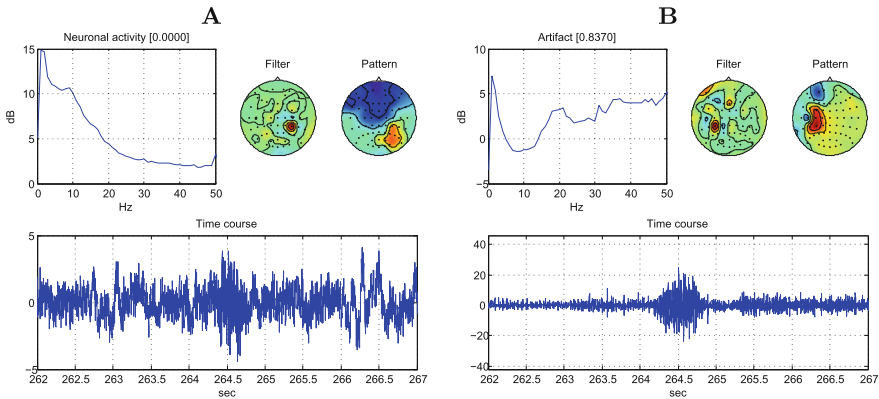 A
B
Neuronal activity [0.0000]
Artifact [0.8370]
15
10
5
0
dB
0 10 20 30 40 50
Hz
Filter
Pattern
10
5
0
−5
dB
0 10 20 30 40 50
Hz
Filter
Pattern
Time course
5
0
−5
262 262.5 263 263.5 264 264.5 265 265.5 266 266.5 267
sec
Time course
40
20
0
−20
−40
262 262.5 263 263.5 264 264.5 265 265.5 266 266.5 267
sec